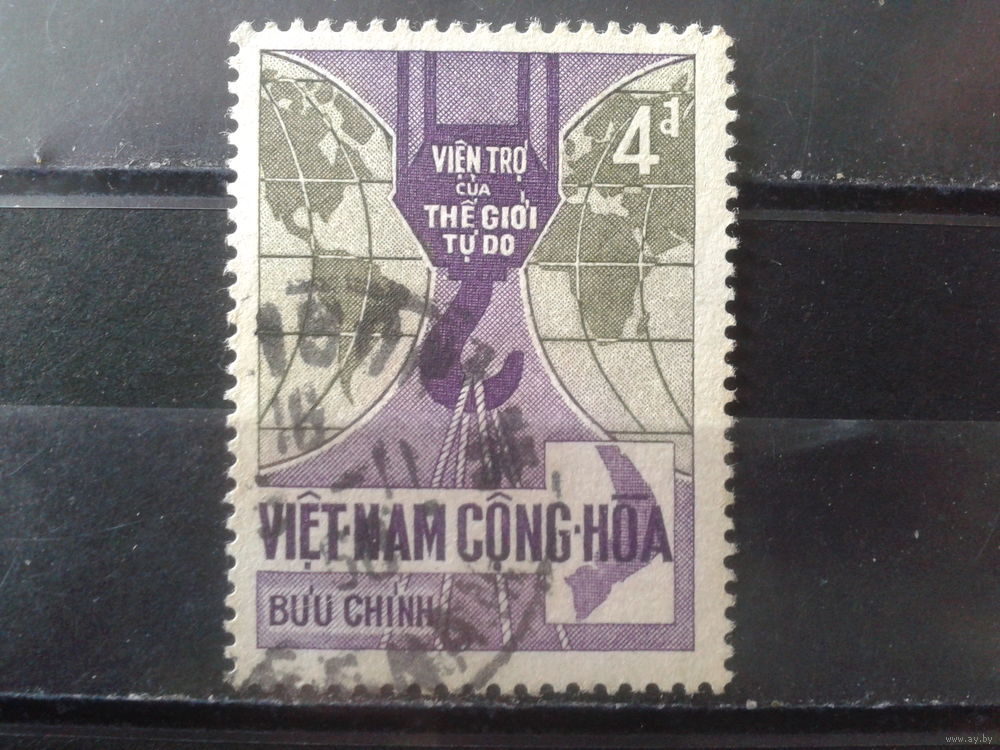 4đ
VIỆN TRỢ
CỦA
THẾ GIỚI
TỰ DO
VIỆT·NAM CỘNG·HÒA
BƯU CHÍNH
www.ay.by